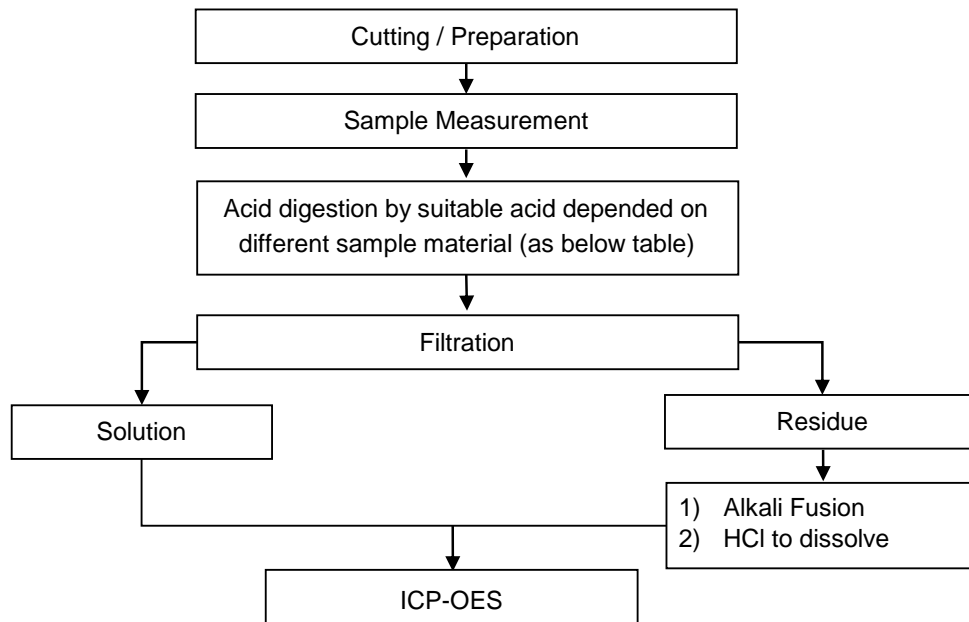 Cutting / Preparation
Sample Measurement
Acid digestion by suitable acid depended on
different sample material (as below table)
Filtration
Solution
Residue
1) Alkali Fusion
2) HCl to dissolve
ICP-OES